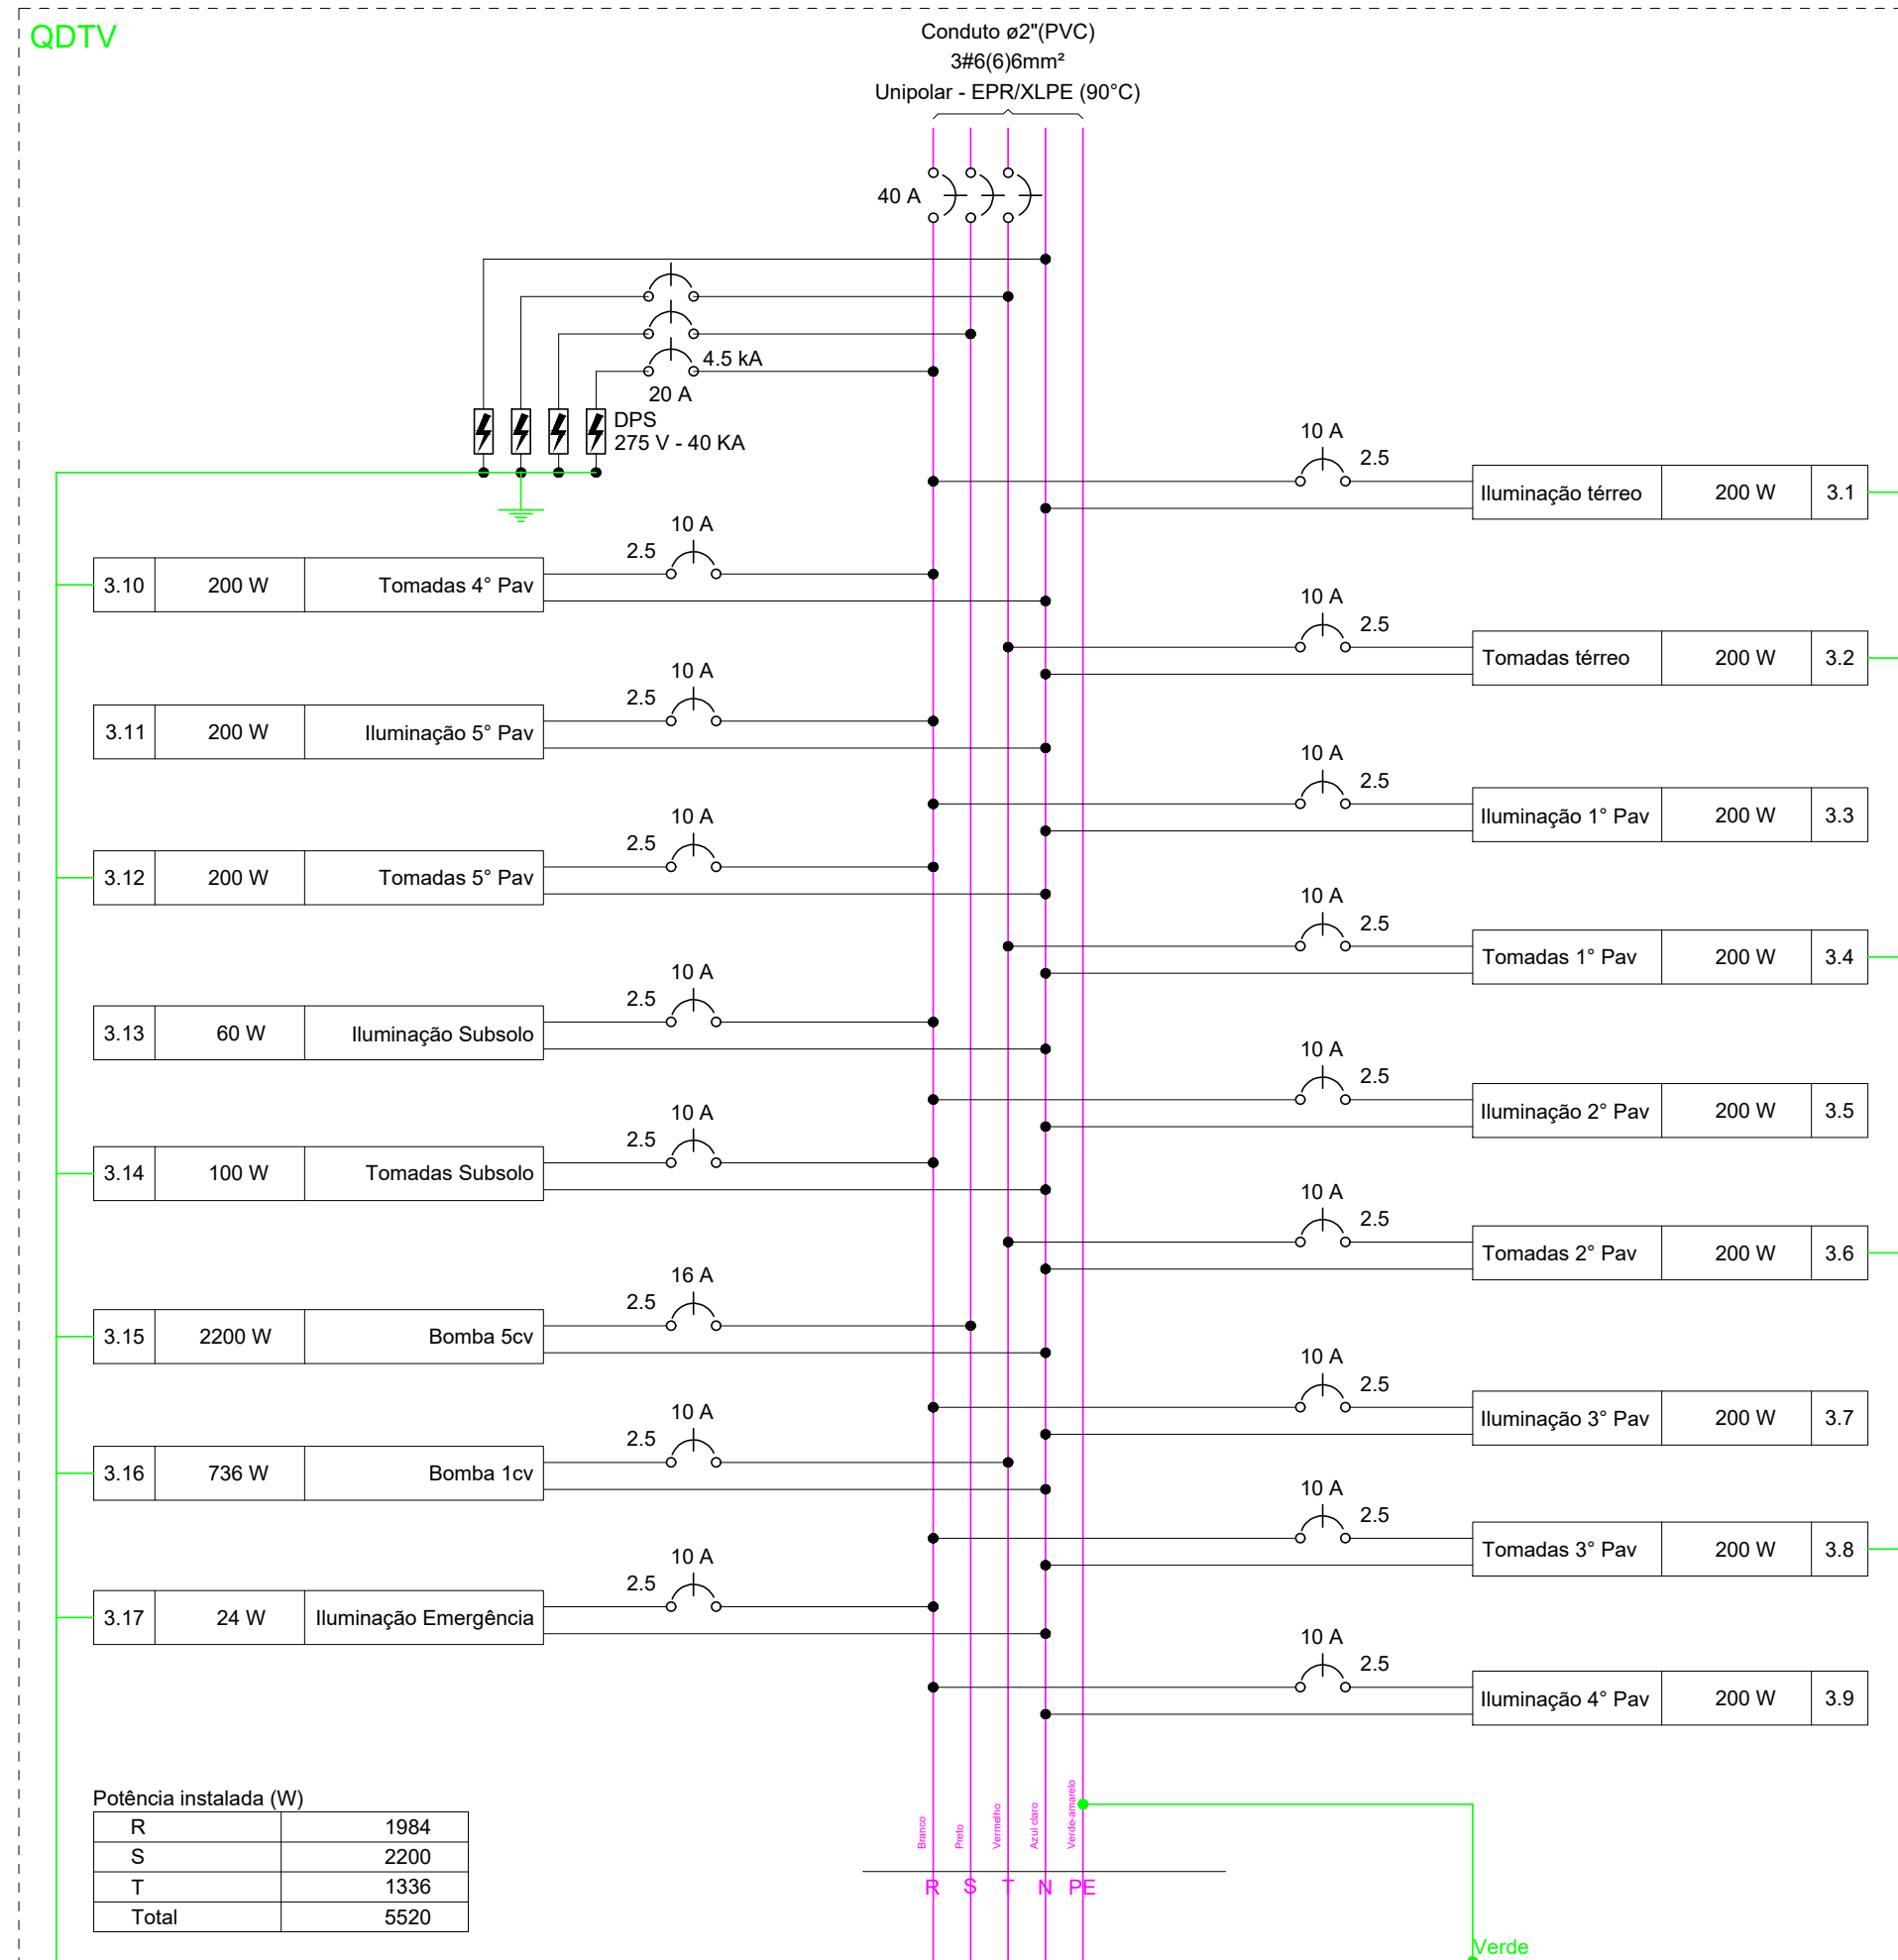 QDTV
Conduto ø2"(PVC)
3#6(6)6mm²
Unipolar - EPR/XLPE (90°C)
40 A
4.5 kA
20 A
DPS
275 V - 40 KA
10 A
2.5
Iluminação térreo 200 W 3.1
10 A
2.5
3.10 200 W Tomadas 4° Pav
10 A
2.5
Tomadas térreo 200 W 3.2
10 A
2.5
3.11 200 W Iluminação 5° Pav
10 A
2.5
Iluminação 1° Pav 200 W 3.3
10 A
2.5
3.12 200 W Tomadas 5° Pav
10 A
2.5
Tomadas 1° Pav 200 W 3.4
10 A
2.5
3.13 60 W Iluminação Subsolo
10 A
2.5
Iluminação 2° Pav 200 W 3.5
10 A
2.5
3.14 100 W Tomadas Subsolo
10 A
2.5
Tomadas 2° Pav 200 W 3.6
16 A
2.5
3.15 2200 W Bomba 5cv
10 A
2.5
Iluminação 3° Pav 200 W 3.7
10 A
2.5
3.16 736 W Bomba 1cv
10 A
2.5
Tomadas 3° Pav 200 W 3.8
10 A
2.5
3.17 24 W Iluminação Emergência
10 A
2.5
Iluminação 4° Pav 200 W 3.9
Potência instalada (W)
R 1984
S 2200
T 1336
Total 5520
Branco
Preto
Vermelho
Azul claro
Verde-amarelo
R S T N PE
Verde